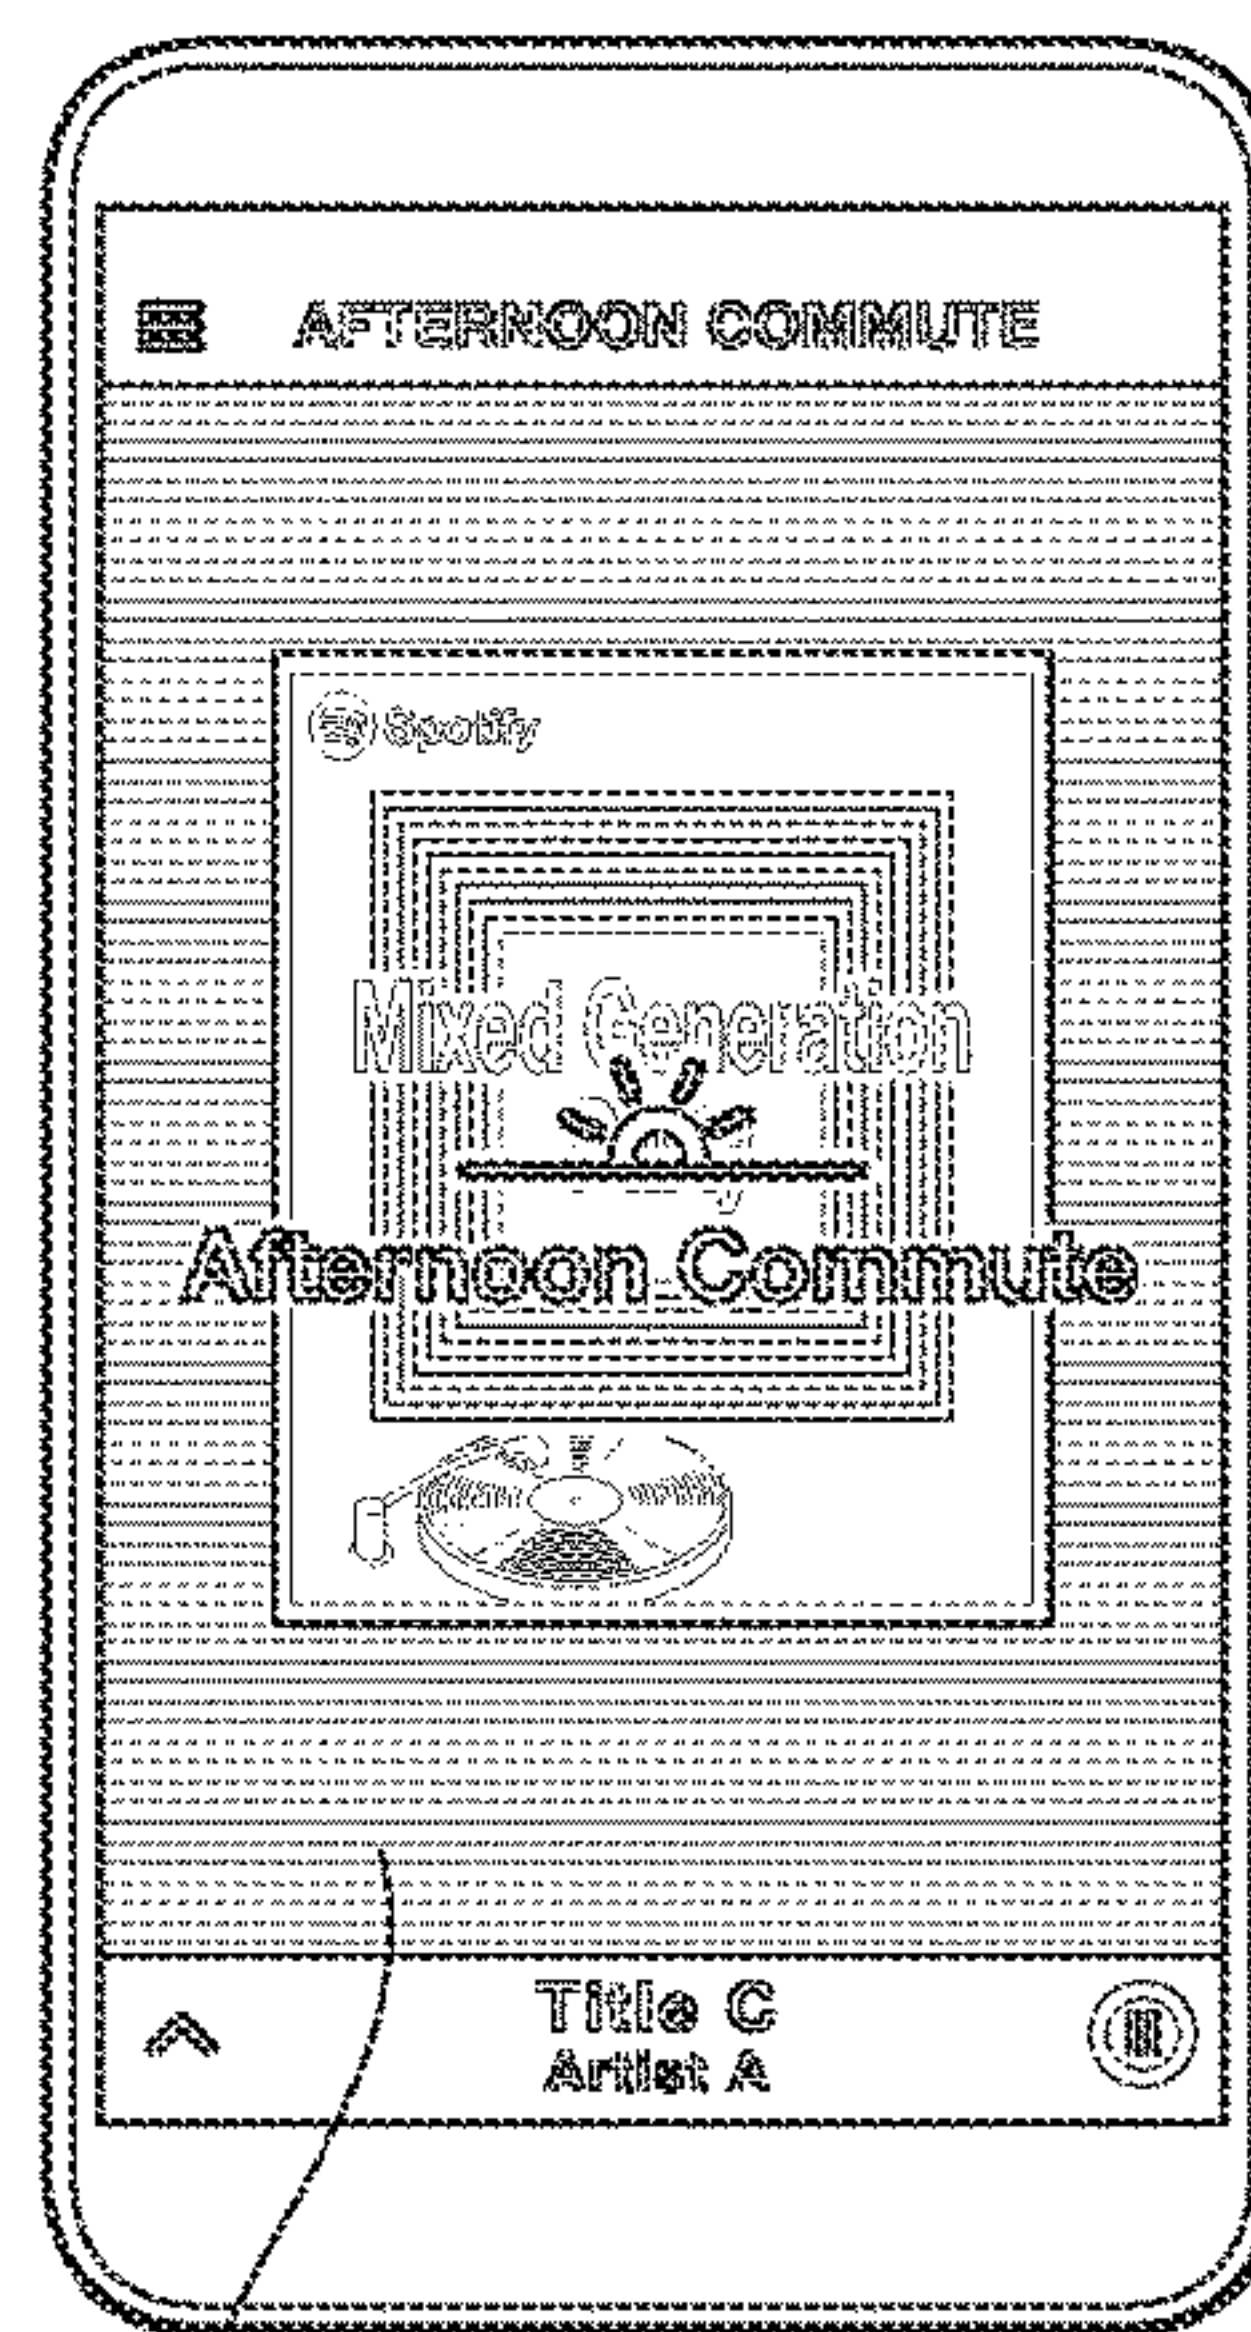 AFTERNOON COMMUTE
Spotify
Mixed Generation
Afternoon Commute
Title C
Artist A